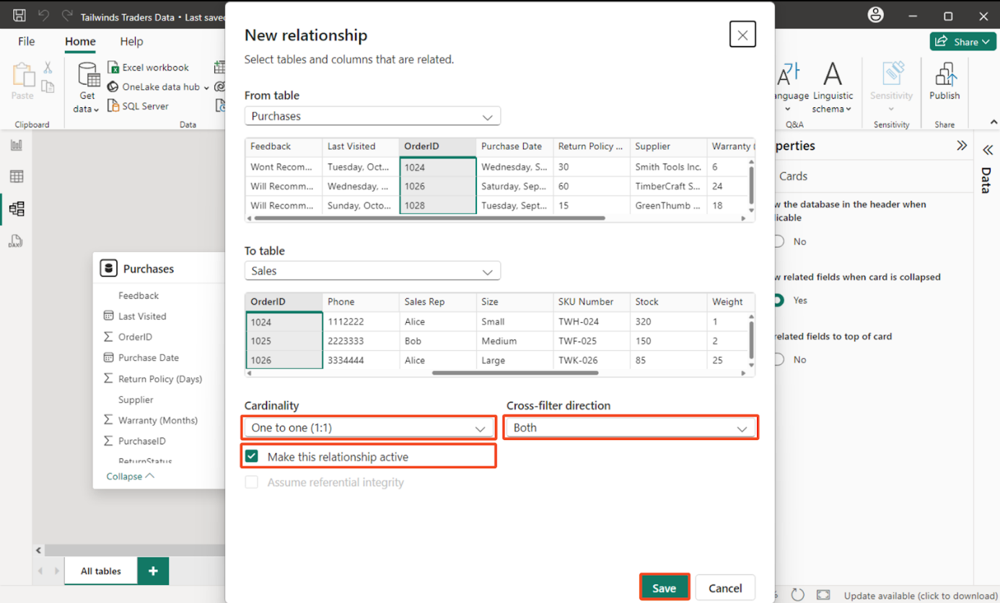 Tailwinds Traders Data • Last saved
File Home Help
Share
Paste
Clipboard
Get data
Excel workbook
OneLake data hub
SQL Server
Data
New relationship
Select tables and columns that are related.
From table
Purchases
Feedback Last Visited OrderID Purchase Date Return Policy ... Supplier Warranty (
Wont Recom... Tuesday, Oct... 1024 Wednesday, S... 30 Smith Tools Inc. 6
Will Recomm... Wednesday, ... 1026 Saturday, Sep... 60 TimberCraft S... 24
Will Recomm... Sunday, Octo... 1028 Tuesday, Sept... 15 GreenThumb ... 18
To table
Sales
OrderID Phone Sales Rep Size SKU Number Stock Weight
1024 1112222 Alice Small TWH-024 320 1
1025 2223333 Bob Medium TWF-025 150 2
1026 3334444 Alice Large TWK-026 85 25
Cardinality
One to one (1:1)
Cross-filter direction
Both
Make this relationship active
Assume referential integrity
Save
Cancel
Purchases
Feedback
Last Visited
OrderID
Purchase Date
Return Policy (Days)
Supplier
Warranty (Months)
PurchaseID
ReturnStatus
Collapse
All tables
+
anguage
Linguistic
schema
Q&A
Sensitivity
Sensitivity
Publish
Share
perties
Data
Cards
w the database in the header when
licable
No
w related fields when card is collapsed
Yes
related fields to top of card
No
%
Update available (click to download)